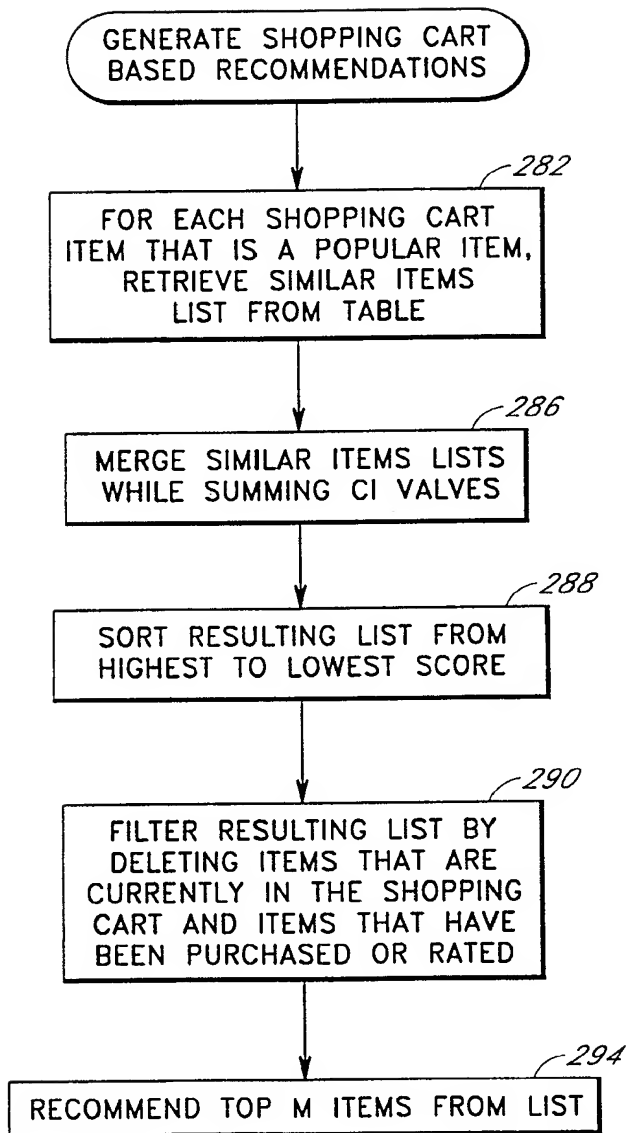 GENERATE SHOPPING CART
BASED RECOMMENDATIONS
282
FOR EACH SHOPPING CART
ITEM THAT IS A POPULAR ITEM,
RETRIEVE SIMILAR ITEMS
LIST FROM TABLE
286
MERGE SIMILAR ITEMS LISTS
WHILE SUMMING CI VALVES
288
SORT RESULTING LIST FROM
HIGHEST TO LOWEST SCORE
290
FILTER RESULTING LIST BY
DELETING ITEMS THAT ARE
CURRENTLY IN THE SHOPPING
CART AND ITEMS THAT HAVE
BEEN PURCHASED OR RATED
294
RECOMMEND TOP M ITEMS FROM LIST